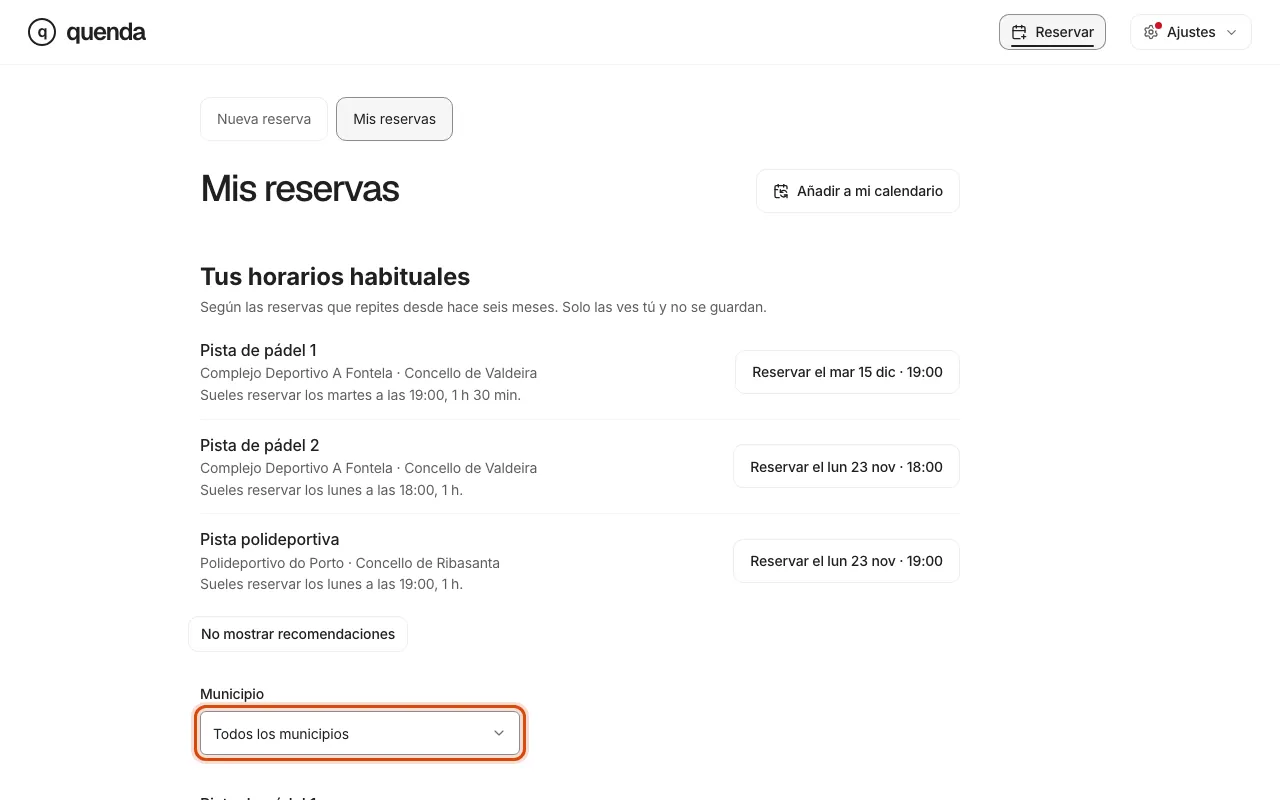 q quenda
Reservar
Ajustes
Nueva reserva
Mis reservas
Mis reservas
Añadir a mi calendario
Tus horarios habituales
Según las reservas que repites desde hace seis meses. Solo las ves tú y no se guardan.
Pista de pádel 1
Complejo Deportivo A Fontela · Concello de Valdeira
Sueles reservar los martes a las 19:00, 1 h 30 min.
Reservar el mar 15 dic · 19:00
Pista de pádel 2
Complejo Deportivo A Fontela · Concello de Valdeira
Sueles reservar los lunes a las 18:00, 1 h.
Reservar el lun 23 nov · 18:00
Pista polideportiva
Polideportivo do Porto · Concello de Ribasanta
Sueles reservar los lunes a las 19:00, 1 h.
Reservar el lun 23 nov · 19:00
No mostrar recomendaciones
Municipio
Todos los municipios